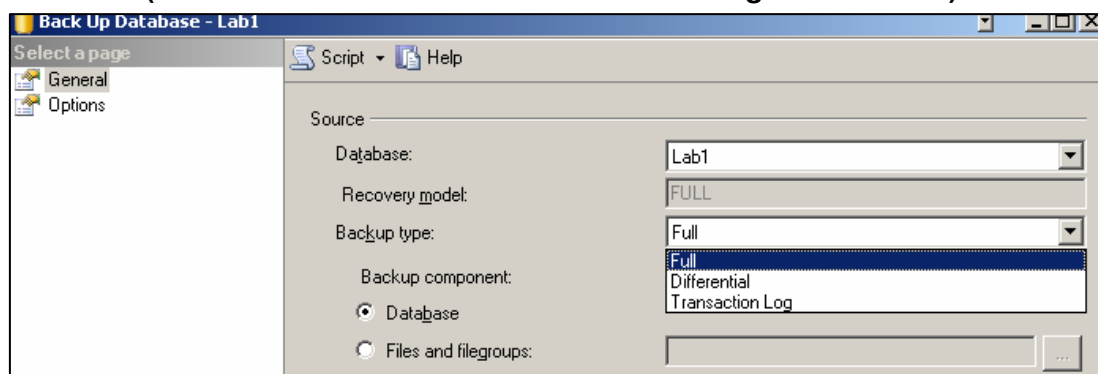 Back Up Database - Lab1
Select a page
Script Help
General
Options
Source
Database: Lab1
Recovery model: FULL
Backup type: Full
Full
Differential
Transaction Log
Backup component:
Database
Files and filegroups: ...